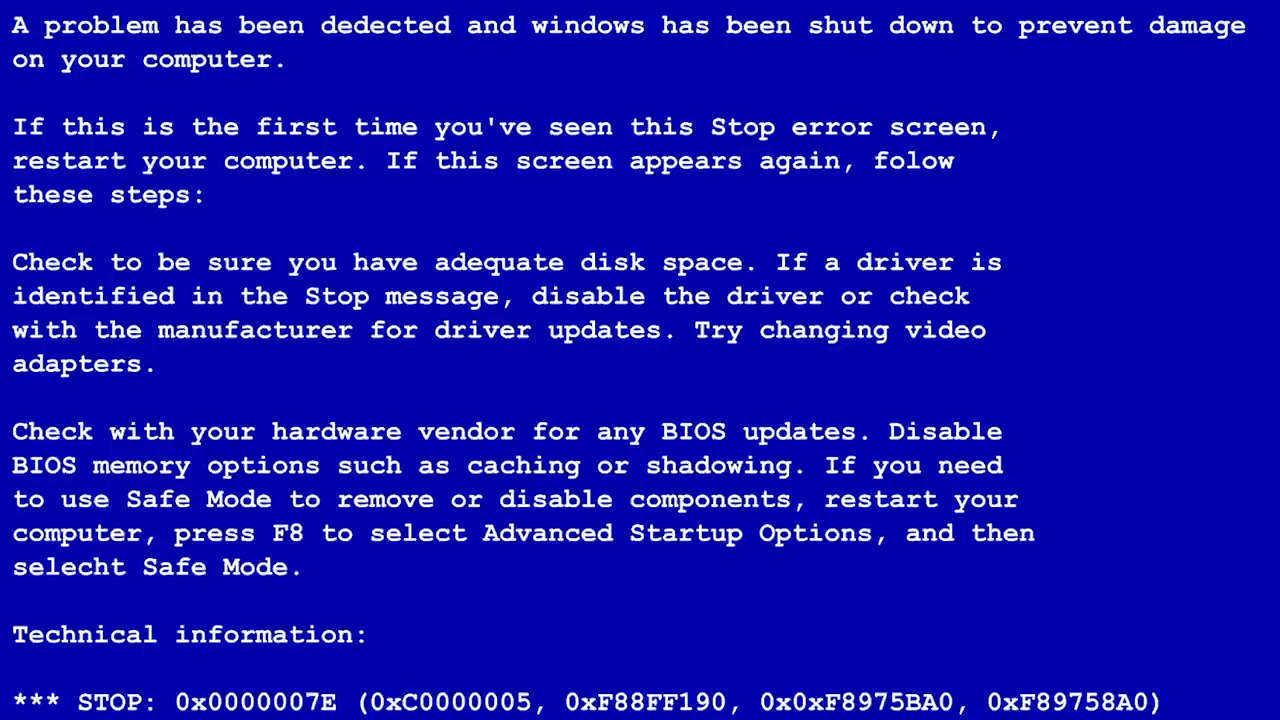 A problem has been dedected and windows has been shut down to prevent damage
on your computer.
If this is the first time you've seen this Stop error screen,
restart your computer. If this screen appears again, folow
these steps:
Check to be sure you have adequate disk space. If a driver is
identified in the Stop message, disable the driver or check
with the manufacturer for driver updates. Try changing video
adapters.
Check with your hardware vendor for any BIOS updates. Disable
BIOS memory options such as caching or shadowing. If you need
to use Safe Mode to remove or disable components, restart your
computer, press F8 to select Advanced Startup Options, and then
selecht Safe Mode.
Technical information:
*** STOP: 0x0000007E (0xC0000005, 0xF88FF190, 0x0xF8975BA0, 0xF89758A0)